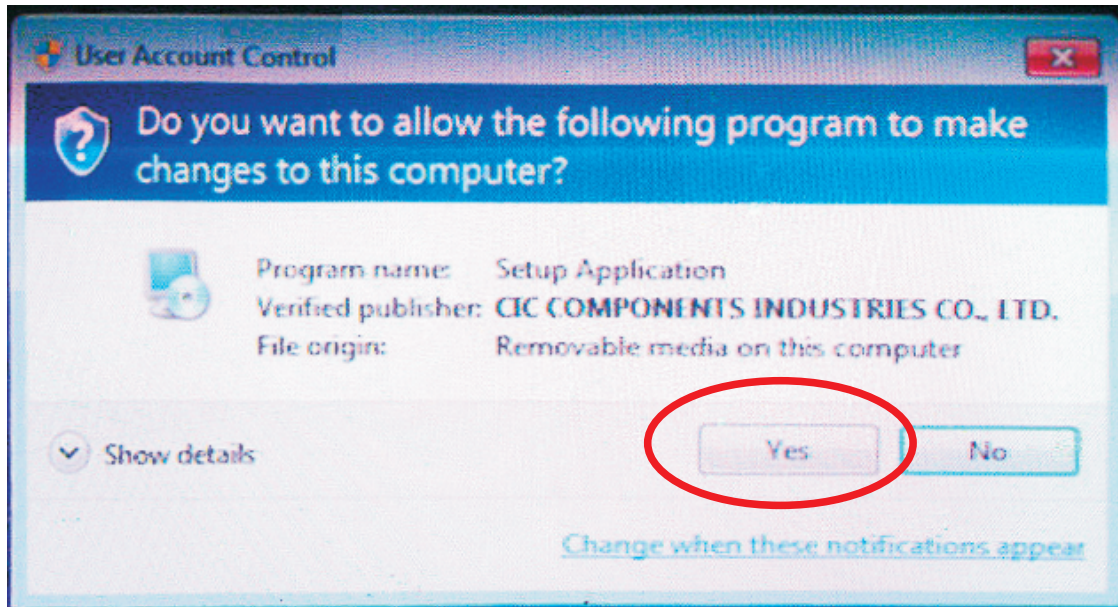 User Account Control
Do you want to allow the following program to make
changes to this computer?
Program name: Setup Application
Verified publisher: CIC COMPONENTS INDUSTRIES CO., LTD.
File origin: Removable media on this computer
Show details
Yes
No
Change when these notifications appear